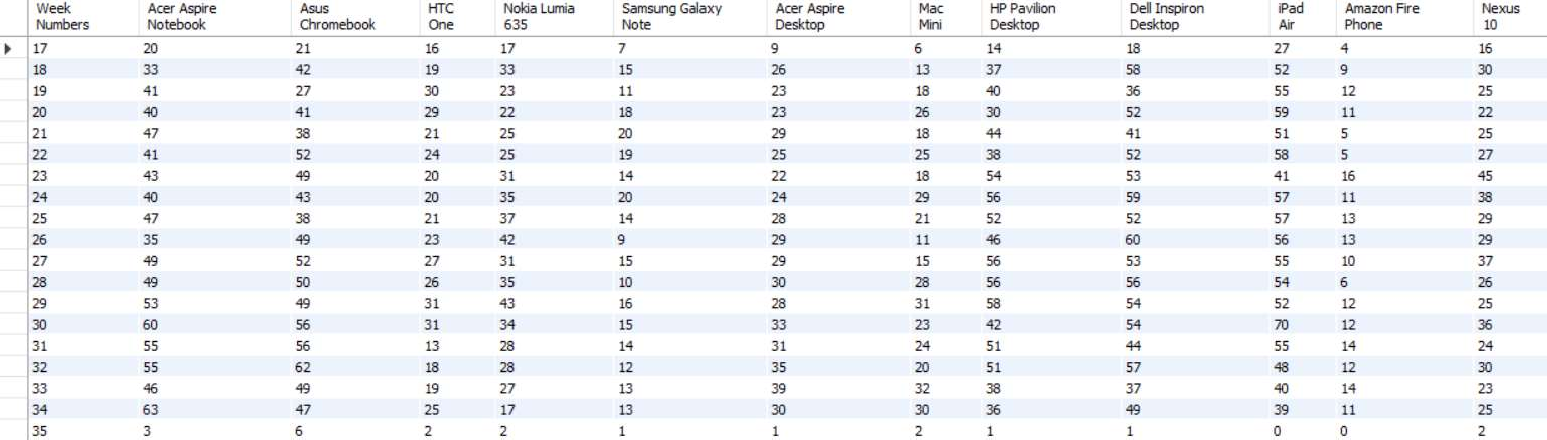 Week Acer Aspire Asus HTC Nokia Lumia Samsung Galaxy Acer Aspire Mac HP Pavilion Dell Inspiron iPad Amazon Fire Nexus
Numbers Notebook Chromebook One 635 Note Desktop Mini Desktop Desktop Air Phone 10
17 20 21 16 17 7 9 6 14 18 27 4 16
18 33 42 19 33 15 26 13 37 58 52 9 30
19 41 27 30 23 11 23 18 40 36 55 12 25
20 40 41 29 22 18 23 26 30 52 59 11 22
21 47 38 21 25 20 29 18 44 41 51 5 25
22 41 52 24 25 19 25 25 38 52 58 5 27
23 43 49 20 31 14 22 18 54 53 41 16 45
24 40 43 20 35 20 24 29 56 59 57 11 38
25 47 38 21 37 14 28 21 52 52 57 13 29
26 35 49 23 42 9 29 11 46 60 56 13 29
27 49 52 27 31 15 29 15 56 53 55 10 37
28 49 50 26 35 10 30 28 56 56 54 6 26
29 53 49 31 43 16 28 31 58 54 52 12 25
30 60 56 31 34 15 33 23 42 54 70 12 36
31 55 56 13 28 14 31 24 51 44 55 14 24
32 55 62 18 28 12 35 20 51 57 48 12 30
33 46 49 19 27 13 39 32 38 37 40 14 23
34 63 47 25 17 13 30 30 36 49 39 11 25
35 3 6 2 2 1 1 2 1 1 0 0 2